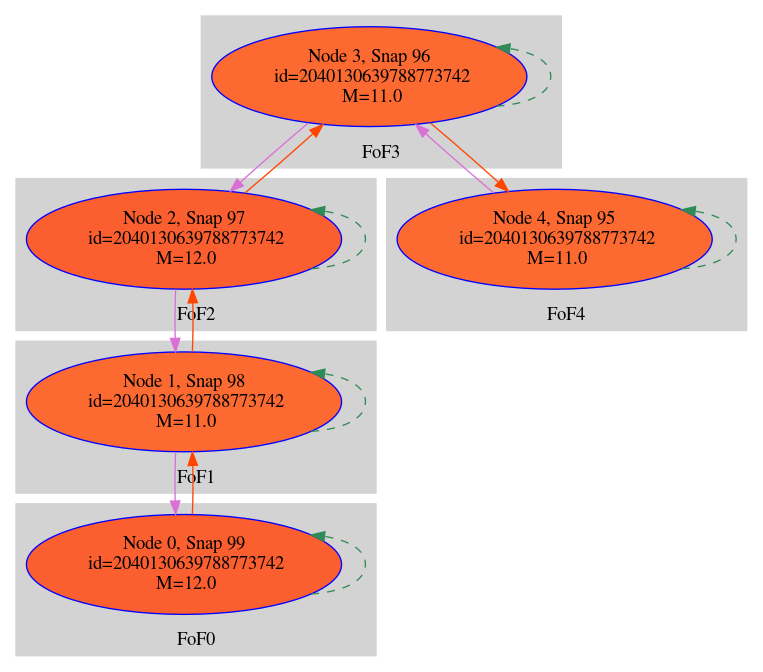 Node 3, Snap 96
id=2040130639788773742
M=11.0
FoF3
Node 2, Snap 97
id=2040130639788773742
M=12.0
FoF2
Node 4, Snap 95
id=2040130639788773742
M=11.0
FoF4
Node 1, Snap 98
id=2040130639788773742
M=11.0
FoF1
Node 0, Snap 99
id=2040130639788773742
M=12.0
FoF0